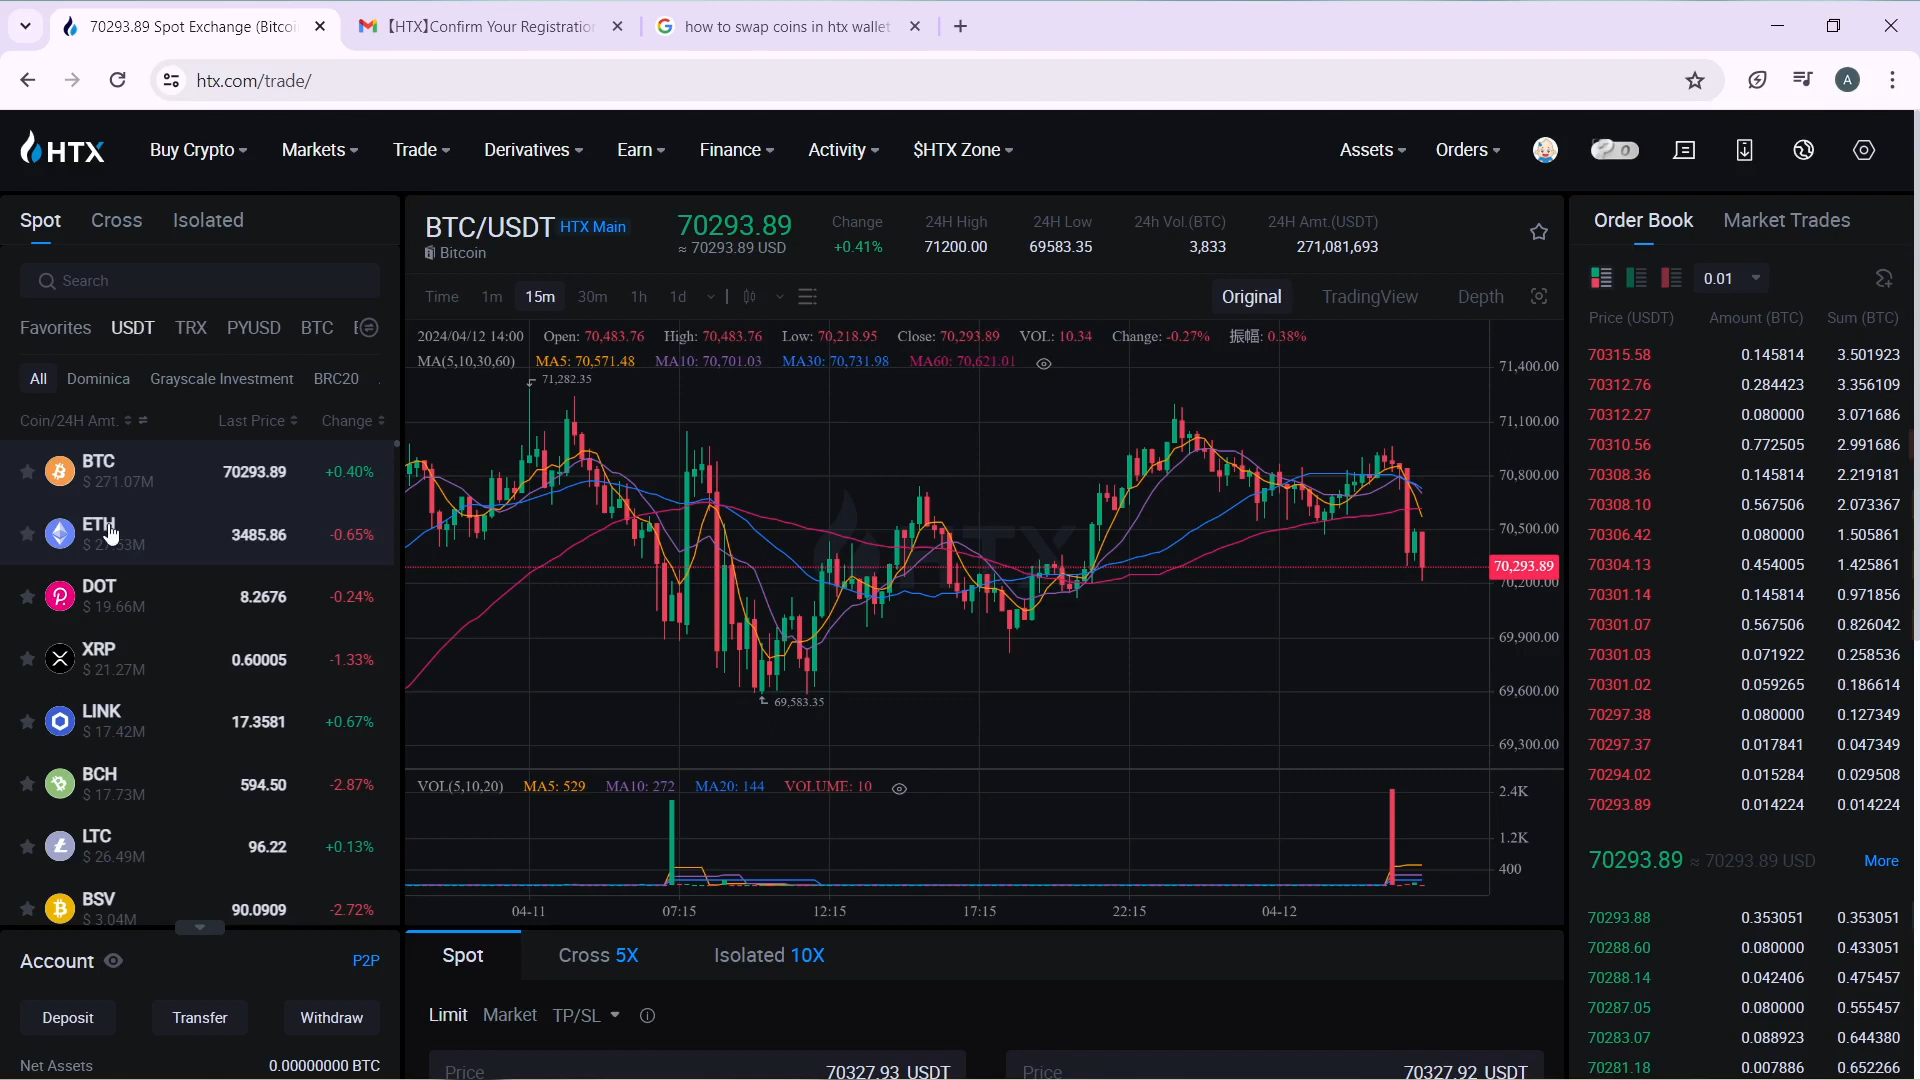 70293.89 Spot Exchange (Bitcoi
【HTX】Confirm Your Registration
how to swap coins in htx wallet
htx.com/trade/
A
HTX
Buy Crypto
Markets
Trade
Derivatives
Earn
Finance
Activity
$HTX Zone
Assets
Orders
0
Spot
Cross
Isolated
Search
Favorites
USDT
TRX
PYUSD
BTC
All
Dominica
Grayscale Investment
BRC20
Coin/24H Amt.
Last Price
Change
BTC
$ 271.07M
70293.89
+0.40%
ETH
3485.86
-0.65%
DOT
$ 19.66M
8.2676
-0.24%
XRP
$ 21.27M
0.60005
-1.33%
LINK
$ 17.42M
17.3581
+0.67%
BCH
$ 17.73M
594.50
-2.87%
LTC
$ 26.49M
96.22
+0.13%
BSV
$ 3.04M
90.0909
-2.72%
Account
P2P
Deposit
Transfer
Withdraw
Net Assets
0.00000000 BTC
BTC/USDT HTX Main
Bitcoin
70293.89
≈ 70293.89 USD
Change
+0.41%
24H High
71200.00
24H Low
69583.35
24h Vol.(BTC)
3,833
24H Amt.(USDT)
271,081,693
Time
1m
15m
30m
1h
1d
Original
TradingView
Depth
2024/04/12 14:00 Open: 70,483.76 High: 70,483.76 Low: 70,218.95 Close: 70,293.89 VOL: 10.34 Change: -0.27% 振幅: 0.38%
MA(5,10,30,60) MA5: 70,571.48 MA10: 70,701.03 MA30: 70,731.98 MA60: 70,621.01
71,282.35
69,583.35
HTX
71,400.00
71,100.00
70,800.00
70,500.00
70,293.89
70,200.00
69,900.00
69,600.00
69,300.00
VOL(5,10,20) MA5: 529 MA10: 272 MA20: 144 VOLUME: 10
2.4K
1.2K
400
04-11
07:15
12:15
17:15
22:15
04-12
Spot
Cross 5X
Isolated 10X
Limit
Market
TP/SL
Price
70327.93 USDT
Price
70327.92 USDT
Order Book
Market Trades
0.01
Price (USDT) Amount (BTC) Sum (BTC)
70315.58 0.145814 3.501923
70312.76 0.284423 3.356109
70312.27 0.080000 3.071686
70310.56 0.772505 2.991686
70308.36 0.145814 2.219181
70308.10 0.567506 2.073367
70306.42 0.080000 1.505861
70304.13 0.454005 1.425861
70301.14 0.145814 0.971856
70301.07 0.567506 0.826042
70301.03 0.071922 0.258536
70301.02 0.059265 0.186614
70297.38 0.080000 0.127349
70297.37 0.017841 0.047349
70294.02 0.015284 0.029508
70293.89 0.014224 0.014224
70293.89 ≈ 70293.89 USD More
70293.88 0.353051 0.353051
70288.60 0.080000 0.433051
70288.14 0.042406 0.475457
70287.05 0.080000 0.555457
70283.07 0.088923 0.644380
70281.18 0.007886 0.652266